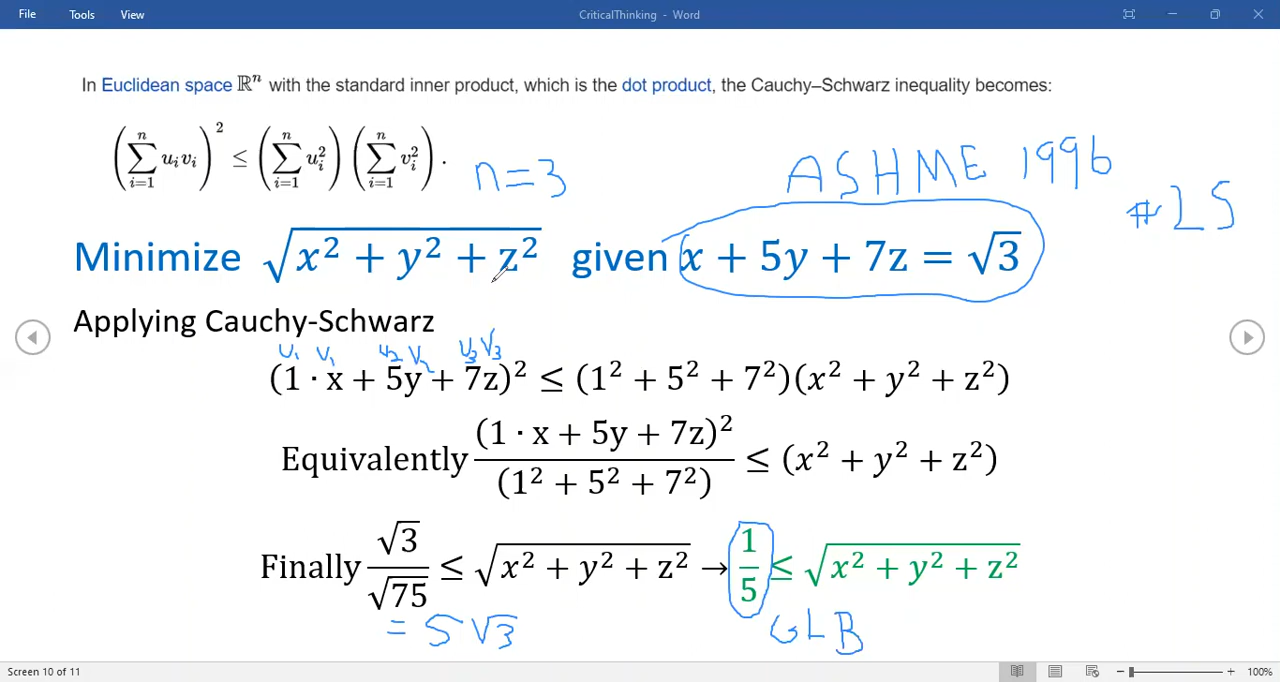 File Tools View CriticalThinking - Word
In Euclidean space ℝⁿ with the standard inner product, which is the dot product, the Cauchy–Schwarz inequality becomes:
(∑ᵢ₌₁ⁿ uᵢvᵢ)² ≤ (∑ᵢ₌₁ⁿ uᵢ²)(∑ᵢ₌₁ⁿ vᵢ²).
n=3
ASHME 1996
#25
Minimize √(x² + y² + z²) given x + 5y + 7z = √3
Applying Cauchy-Schwarz
u₁ v₁ u₂ v₂ u₃ v₃
(1 · x + 5y + 7z)² ≤ (1² + 5² + 7²)(x² + y² + z²)
Equivalently (1 · x + 5y + 7z)² / (1² + 5² + 7²) ≤ (x² + y² + z²)
Finally √3/√75 ≤ √(x² + y² + z²) → 1/5 ≤ √(x² + y² + z²)
= 5√3 GLB
Screen 10 of 11 100%